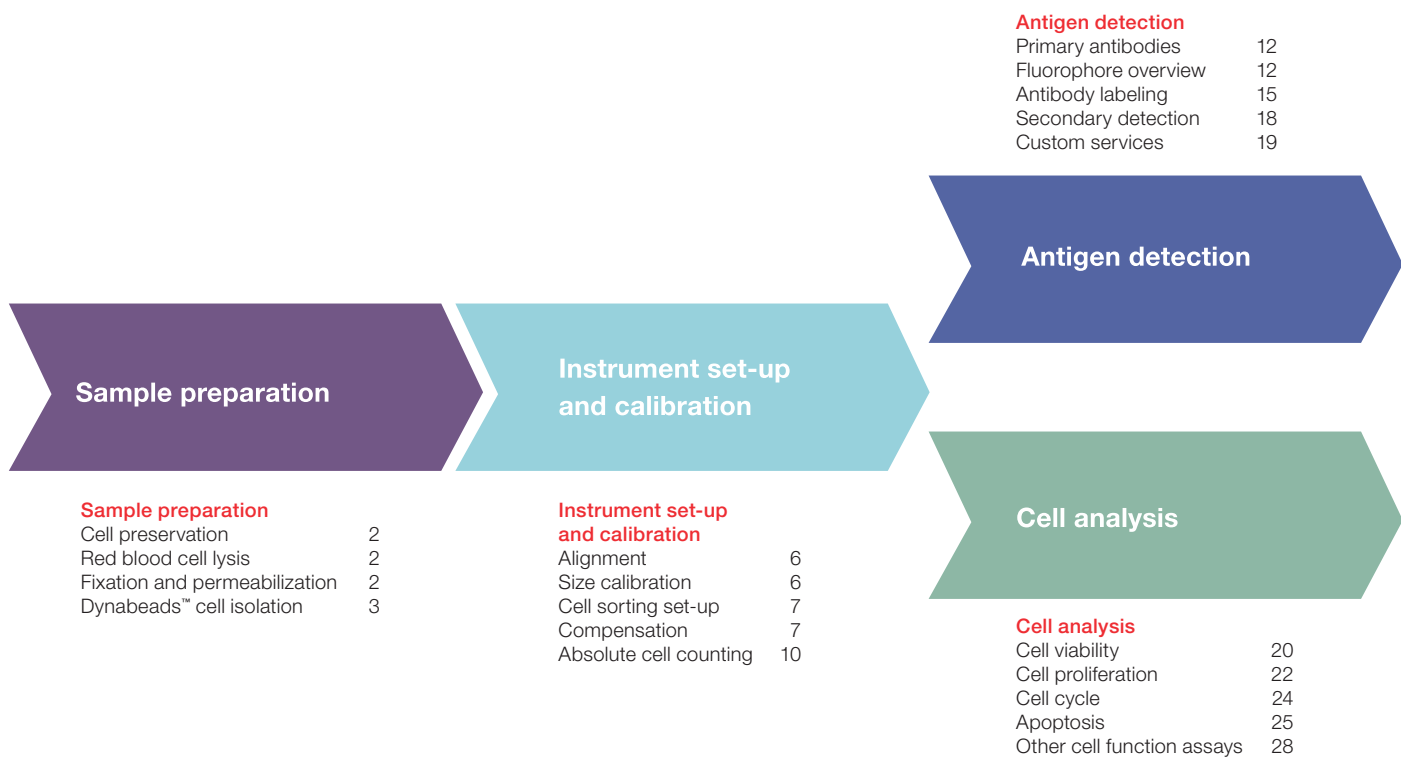 Antigen detection
Primary antibodies 12
Fluorophore overview 12
Antibody labeling 15
Secondary detection 18
Custom services 19
Antigen detection
Sample preparation
Instrument set-up
and calibration
Cell analysis
Sample preparation
Cell preservation 2
Red blood cell lysis 2
Fixation and permeabilization 2
Dynabeads™ cell isolation 3
Instrument set-up
and calibration
Alignment 6
Size calibration 6
Cell sorting set-up 7
Compensation 7
Absolute cell counting 10
Cell analysis
Cell viability 20
Cell proliferation 22
Cell cycle 24
Apoptosis 25
Other cell function assays 28